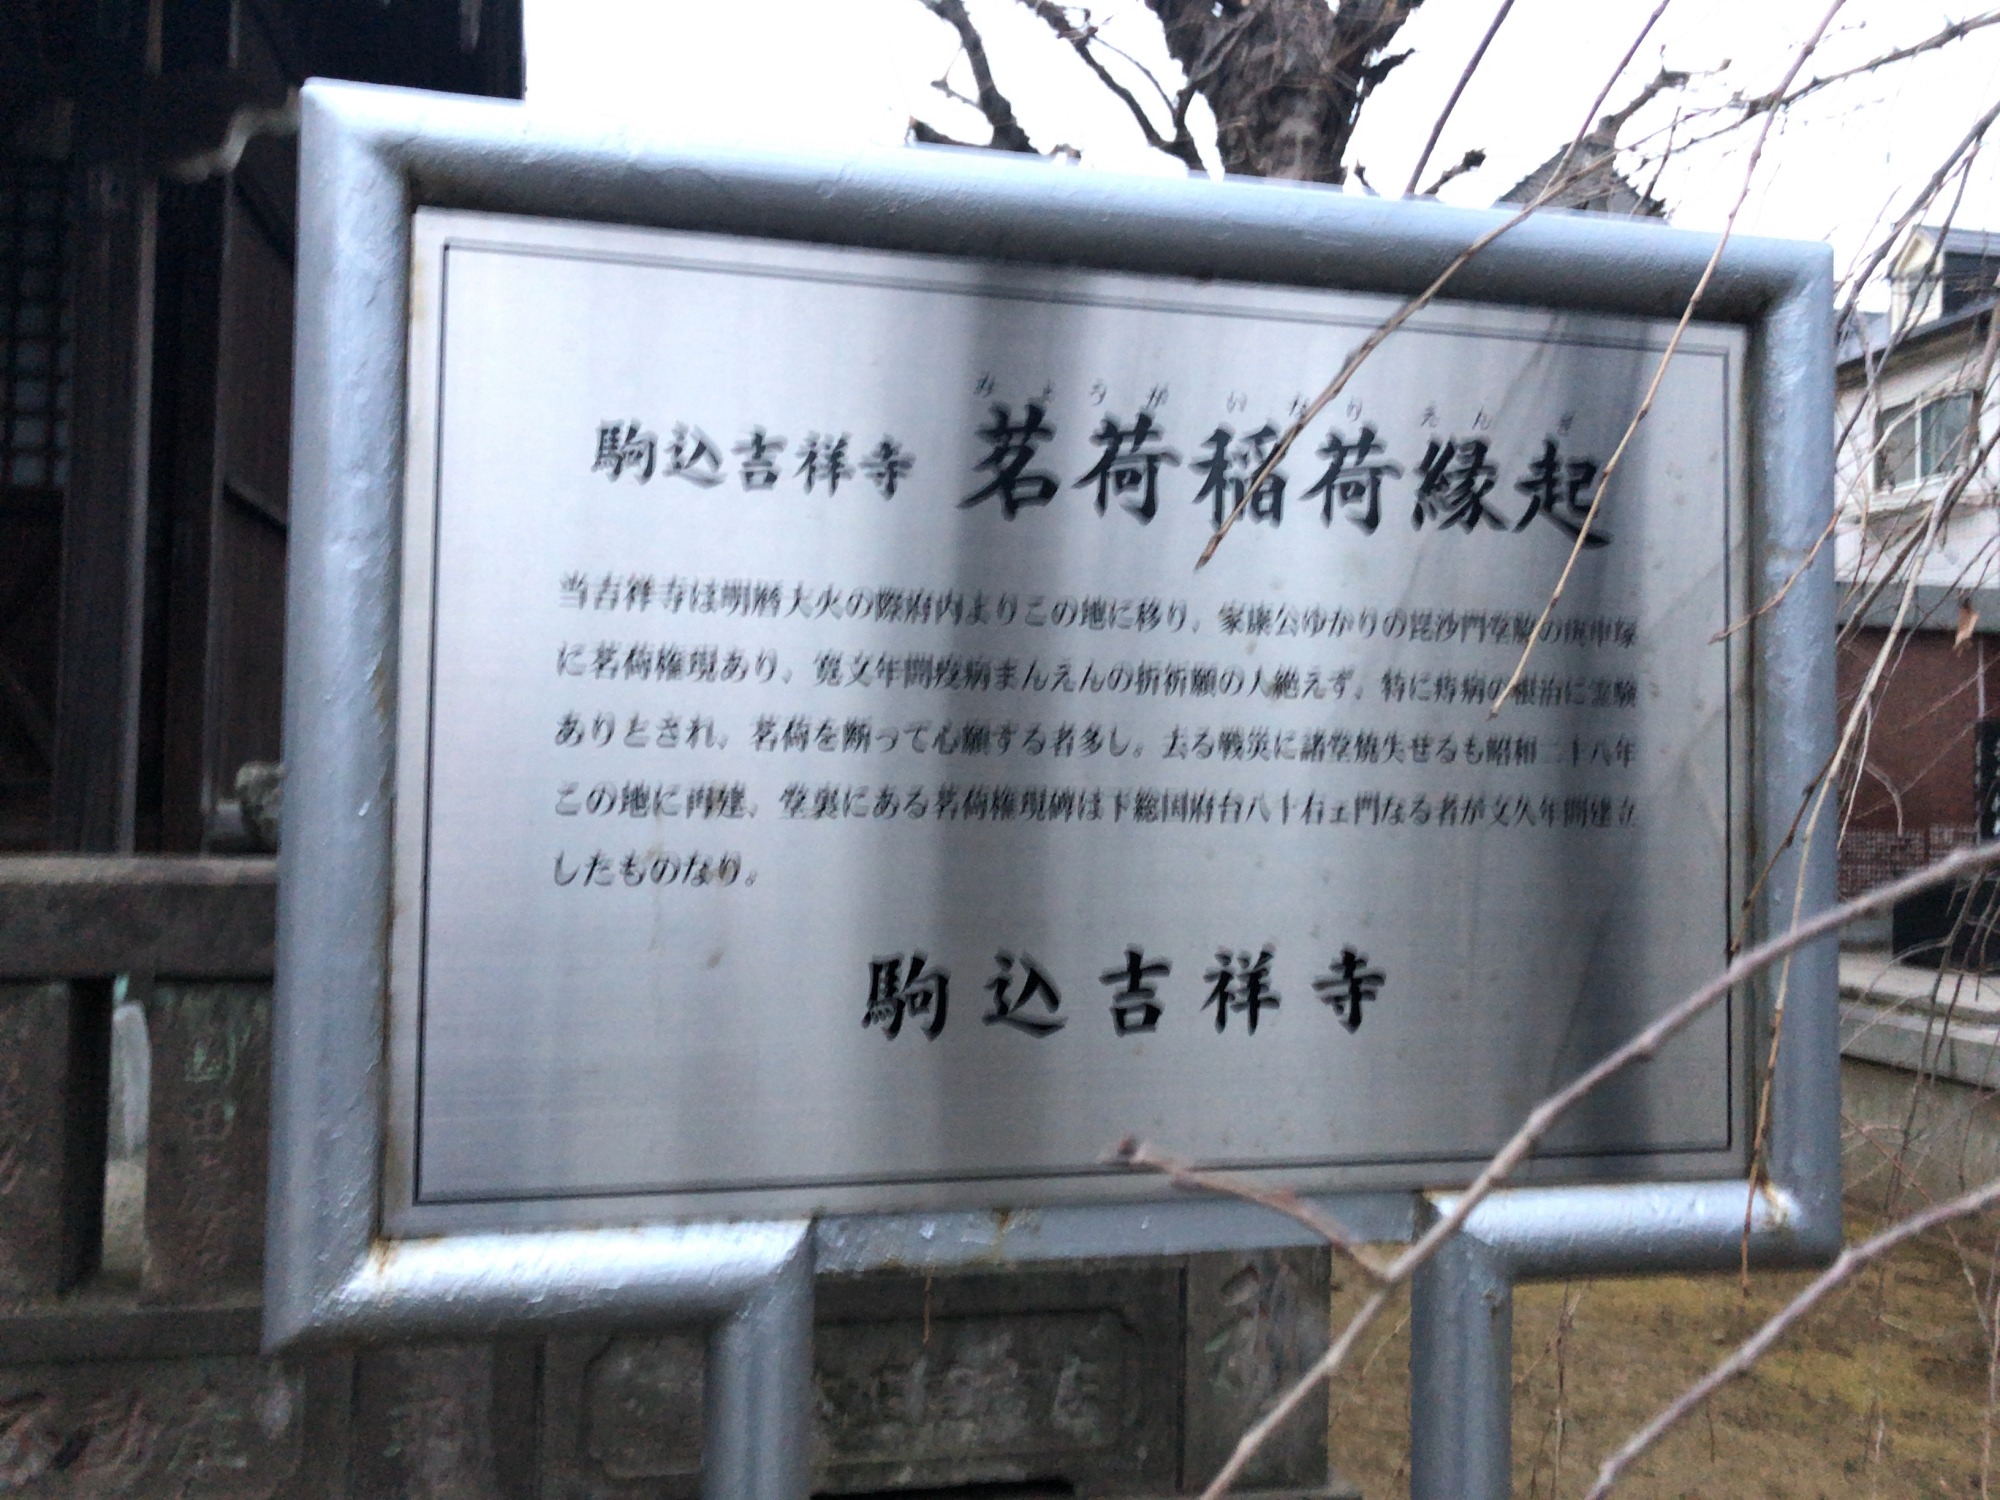 みょうがいなりえんぎ
駒込吉祥寺 茗荷稲荷縁起
当吉祥寺は明暦大火の際府内よりこの地に移り、家康公ゆかりの毘沙門堂脇の庚申塚
に茗荷権現あり、寛文年間疫病まんえんの折祈願の人絶えず、特に痔病の根治に霊験
ありとされ、茗荷を断って心願する者多し。去る戦災に諸堂焼失せるも昭和二十八年
この地に再建、堂裏にある茗荷権現碑は下総国府台八十右ェ門なる者が文久年間建立
したものなり。
駒込吉祥寺